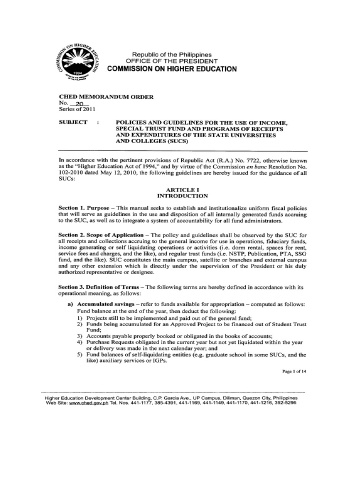 Republic of the Philippines
OFFICE OF THE PRESIDENT
COMMISSION ON HIGHER EDUCATION
CHED MEMORANDUM ORDER
No. 20
Series of 2011
SUBJECT : POLICIES AND GUIDELINES FOR THE USE OF INCOME,
SPECIAL TRUST FUND AND PROGRAMS OF RECEIPTS
AND EXPENDITURES OF THE STATE UNIVERSITIES
AND COLLEGES (SUCS)
In accordance with the pertinent provisions of Republic Act (R.A.) No. 7722, otherwise known
as the "Higher Education Act of 1994," and by virtue of the Commission en banc Resolution No.
102-2010 dated May 12, 2010, the following guidelines are hereby issued for the guidance of all
SUCs:
ARTICLE I
INTRODUCTION
Section 1. Purpose – This manual seeks to establish and institutionalize uniform fiscal policies
that will serve as guidelines in the use and disposition of all internally generated funds accruing
to the SUC, as well as to integrate a system of accountability for all fund administrators.
Section 2. Scope of Application – The policy and guidelines shall be observed by the SUC for
all receipts and collections accruing to the general income for use in operations, fiduciary funds,
income generating or self liquidating operations or activities (i.e. dorm rental, spaces for rent,
service fees and charges, and the like), and regular trust funds (i.e. NSTP, Publication, PTA, SSG
fund, and the like). SUC constitutes the main campus, satellite or branches and external campus
and any other extension which is directly under the supervision of the President or his duly
authorized representative or designee.
Section 3. Definition of Terms – The following terms are hereby defined in accordance with its
operational meaning, as follows:
a) Accumulated savings – refer to funds available for appropriation – computed as follows:
Fund balance at the end of the year, then deduct the following:
1) Projects still to be implemented and paid out of the general fund;
2) Funds being accumulated for an Approved Project to be financed out of Student Trust
Fund;
3) Accounts payable properly booked or obligated in the books of accounts;
4) Purchase Requests obligated in the current year but not yet liquidated within the year
or delivery was made in the next calendar year; and
5) Fund balances of self-liquidating entities (e.g. graduate school in some SUCs, and the
like) auxiliary services or IGPs.
Page 1 of 14
Higher Education Development Center Building, C.P. Garcia Ave., UP Campus, Diliman, Quezon City, Philippines
Web Site: www.ched.gov.ph Tel. Nos. 441-1177, 385-4391, 441-1169, 441-1149, 441-1170, 441-1216, 392-5296